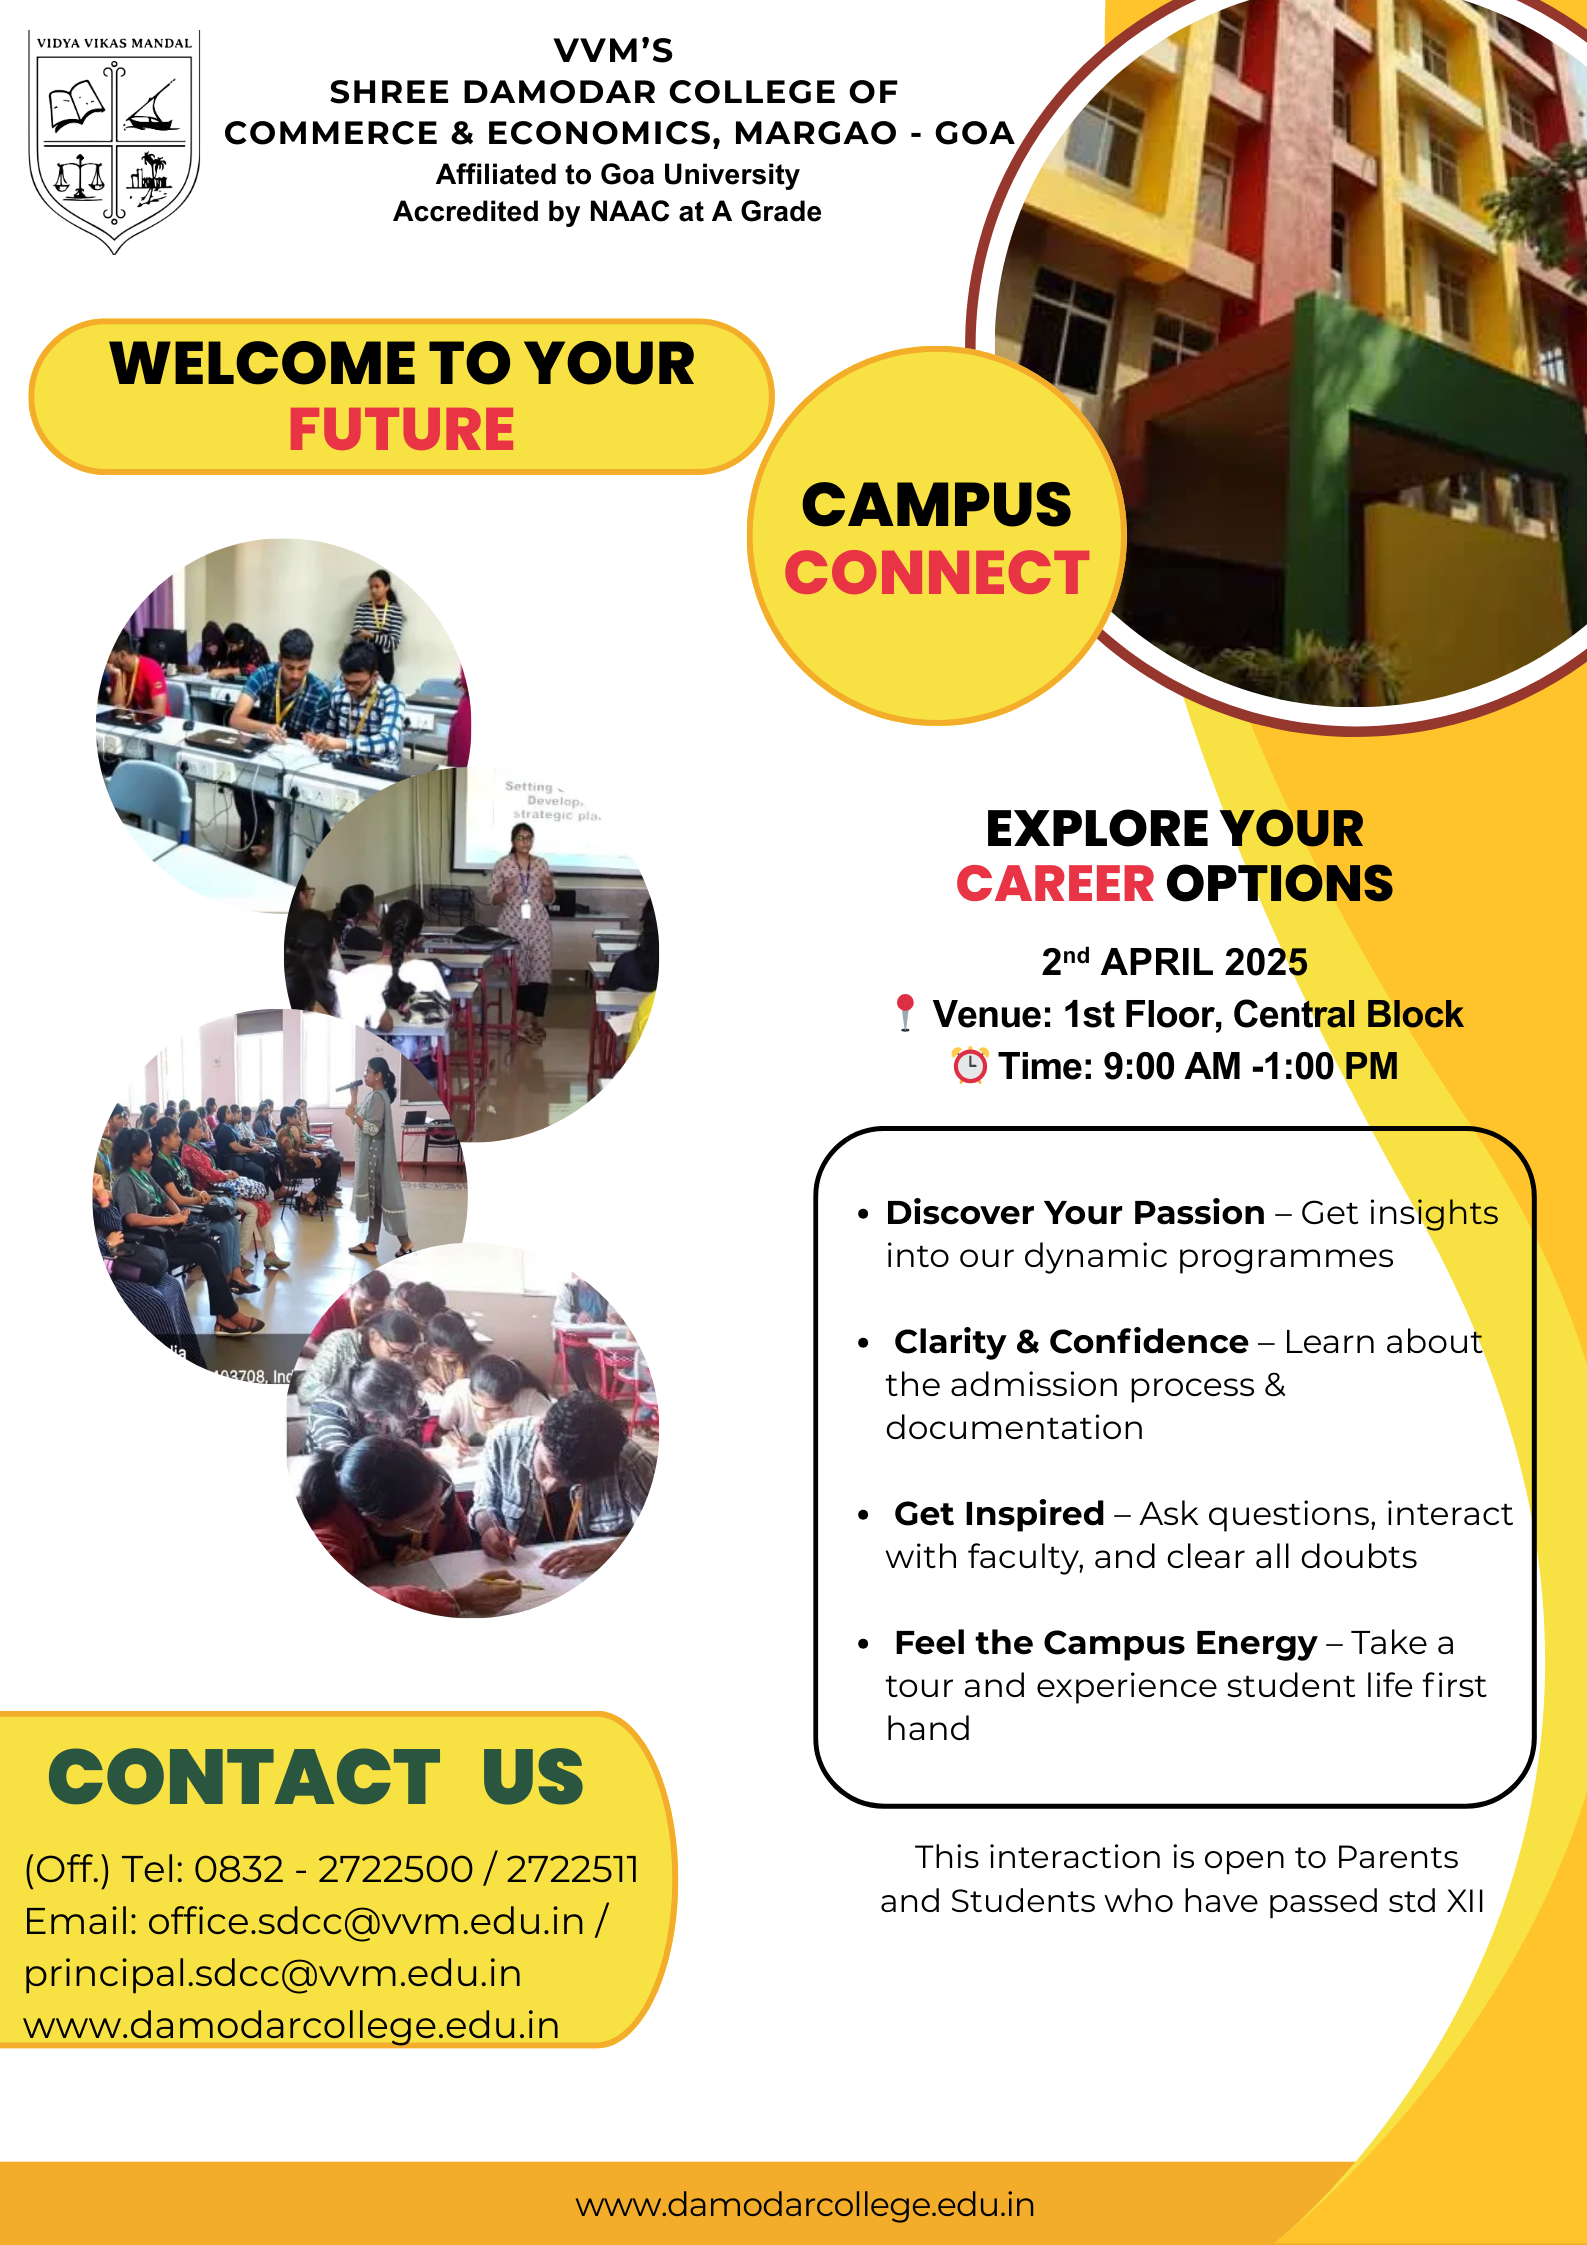 VIDYA VIKAS MANDAL
VVM’S
SHREE DAMODAR COLLEGE OF
COMMERCE & ECONOMICS, MARGAO - GOA
Affiliated to Goa University
Accredited by NAAC at A Grade
WELCOME TO YOUR
FUTURE
CAMPUS
CONNECT
Setting
strategic
EXPLORE YOUR
CAREER OPTIONS
2nd APRIL 2025
📍 Venue: 1st Floor, Central Block
⏰ Time: 9:00 AM -1:00 PM
• Discover Your Passion – Get insights
into our dynamic programmes
• Clarity & Confidence – Learn about
the admission process &
documentation
• Get Inspired – Ask questions, interact
with faculty, and clear all doubts
• Feel the Campus Energy – Take a
tour and experience student life first
hand
This interaction is open to Parents
and Students who have passed std XII
CONTACT US
(Off.) Tel: 0832 - 2722500 / 2722511
Email: office.sdcc@vvm.edu.in /
principal.sdcc@vvm.edu.in
www.damodarcollege.edu.in
www.damodarcollege.edu.in